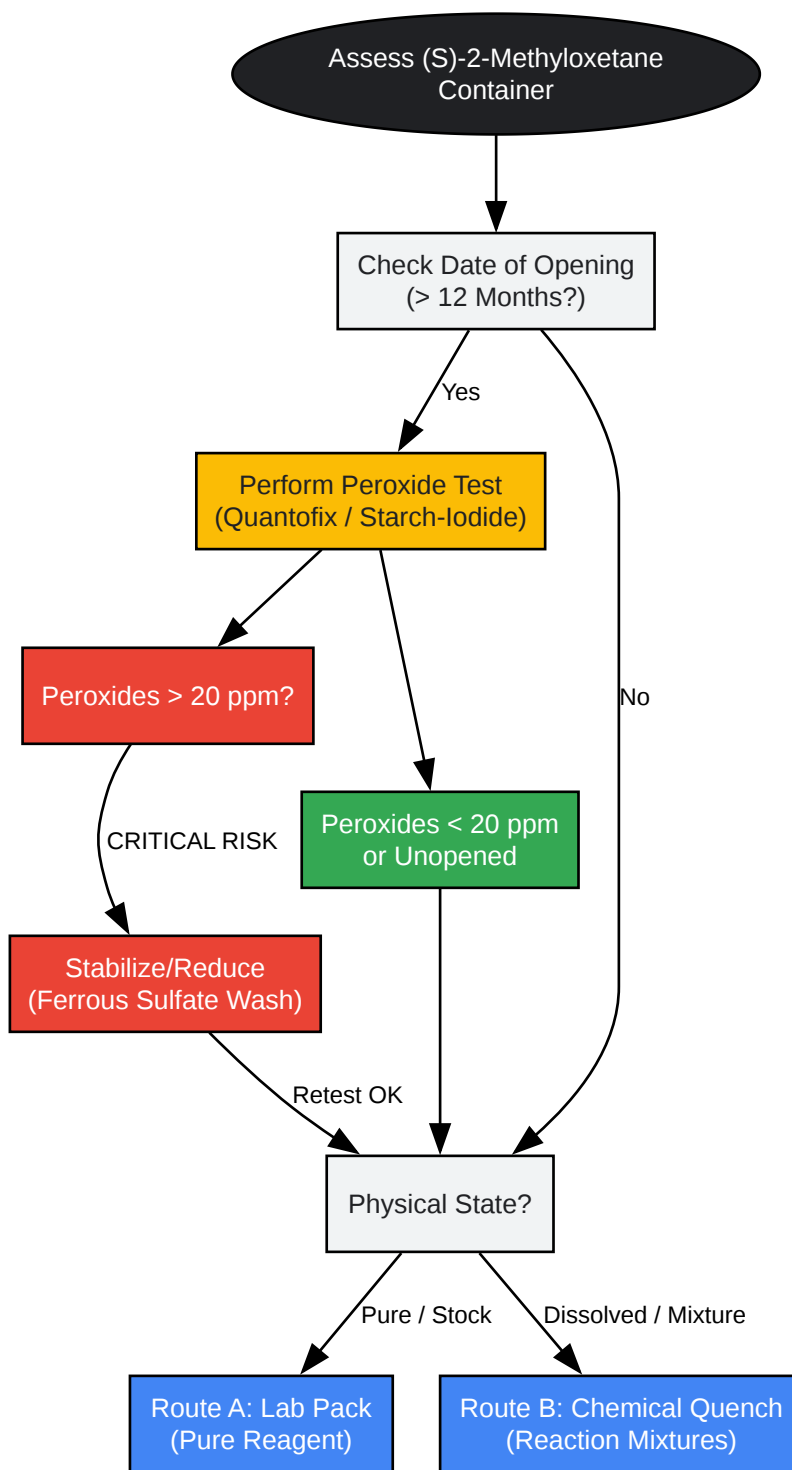 Assess (S)-2-Methyloxetane
Container
Check Date of Opening
(> 12 Months?)
Yes
Perform Peroxide Test
(Quantofix / Starch-Iodide)
Peroxides > 20 ppm?
No
Peroxides < 20 ppm
or Unopened
CRITICAL RISK
Stabilize/Reduce
(Ferrous Sulfate Wash)
Retest OK
Physical State?
Pure / Stock
Dissolved / Mixture
Route A: Lab Pack
(Pure Reagent)
Route B: Chemical Quench
(Reaction Mixtures)